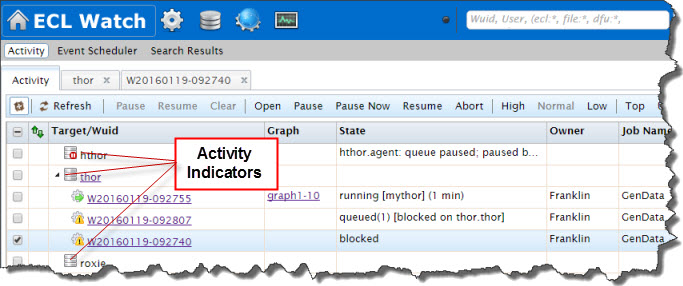 ECL Watch
Wuid, User, (ecl:*, file:*, dfu:*,
Activity Event Scheduler Search Results
Activity thor W20160119-092740
Refresh Pause Resume Clear Open Pause Pause Now Resume Abort High Normal Low Top
Target/Wuid Graph State Owner Job Name
hthor hthor.agent: queue paused; paused b...
Activity
Indicators
thor
W20160119-092755 graph1-10 running [mythor] (1 min) Franklin GenData
W20160119-092807 queued(1) [blocked on thor.thor] Franklin GenData
W20160119-092740 blocked Franklin GenData
roxie